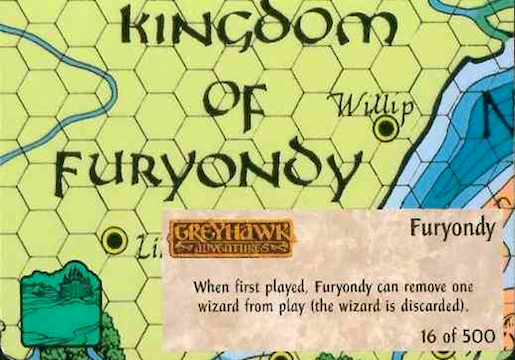 KINGDOM
OF
Willip
FURYONDY
Li
GREYHAWK
ADVENTURES
Furyondy
When first played, Furyondy can remove one
wizard from play (the wizard is discarded).
16 of 500
N